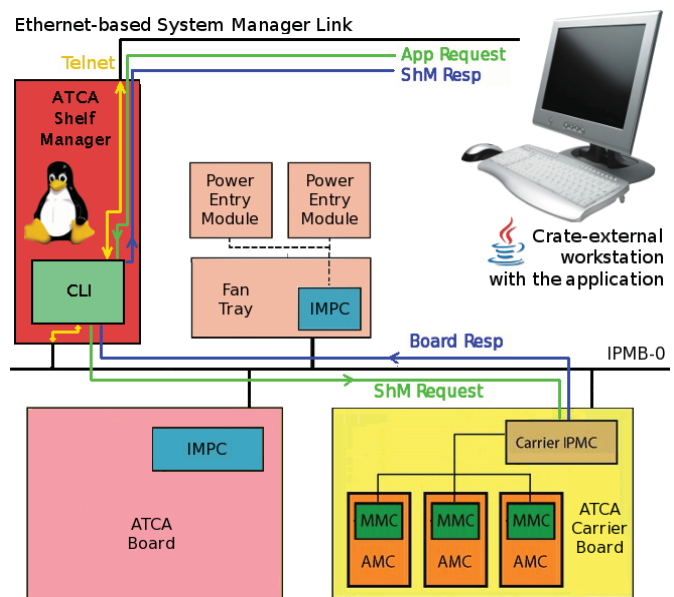 Ethernet-based System Manager Link
Telnet
App Request
ShM Resp
ATCA
Shelf
Manager
CLI
Power
Entry
Module
Power
Entry
Module
Fan
Tray
IMPC
Crate-external
workstation
with the application
Board Resp
IPMB-0
ShM Request
IMPC
ATCA
Board
Carrier IPMC
MMC
AMC
MMC
AMC
MMC
AMC
ATCA
Carrier
Board